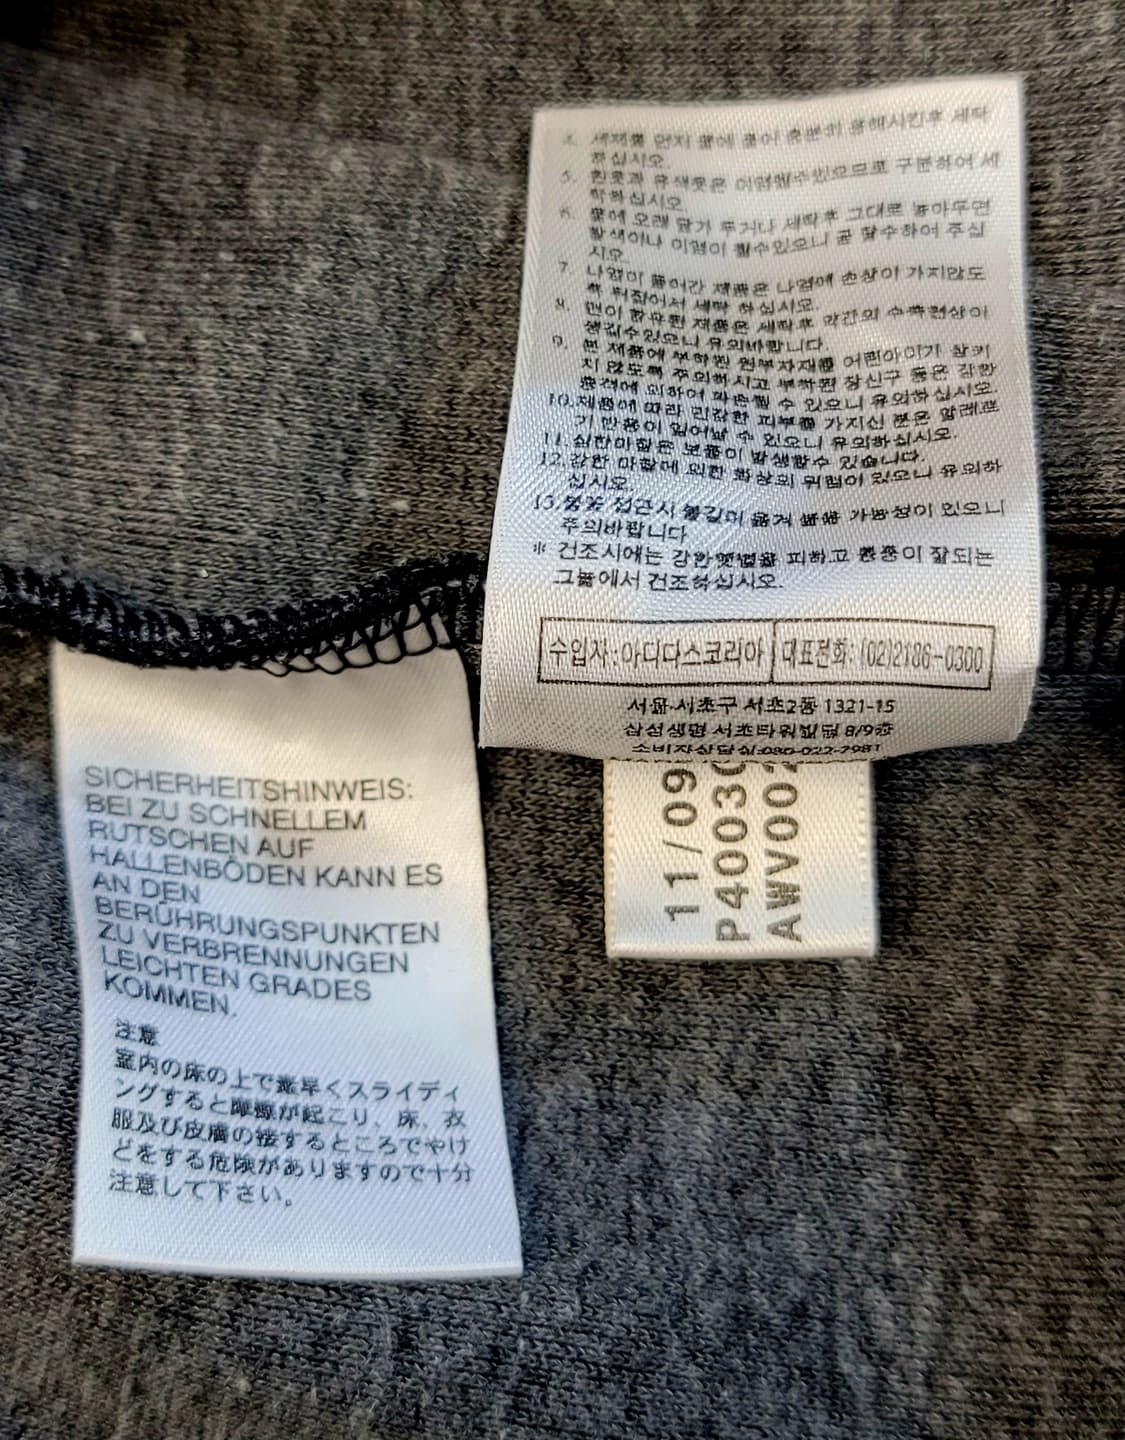 4. 세제를 먼저 물에 풀어 충분히 용해시킨후 세탁
하십시오.
5. 흰옷과 유색옷은 이염될수있으므로 구분하여 세
탁하십시오.
6. 물에 오래 담가 두거나 세탁후 그대로 놓아두면
탈색이나 이염이 될수있으니 곧 탈수하여 주십
시오.
7. 나염이 들어간 제품은 나염에 손상이 가지않도
록 뒤집어서 세탁 하십시오.
8. 면이 함유된 제품은 세탁후 약간의 수축현상이
생길수있으니 유의바랍니다.
9. 본 제품에 부착된 원부자재를 어린아이가 삼키
지 않도록 주의하시고 부착된 장신구 등은 강한
충격에 의하여 파손될 수 있으니 유의하십시오.
10.제품에 따라 민감한 피부를 가지신 분은 알레르
기 반응이 일어날 수 있으니 유의하십시오.
11. 심한마찰은 보풀이 발생할수 있습니다.
12.강한 마찰에 의한 화상의 위험이 있으니 유의하
십시오.
13.불꽃 접근시 불길이 옮겨 붙을 가능성이 있으니
주의바랍니다
* 건조시에는 강한햇볕을 피하고 통풍이 잘되는
그늘에서 건조하십시오.
수입자:아디다스코리아 대표전화: (02)2186-0300
서울시 서초구 서초2동 1321-15
삼성생명 서초타워빌딩 8/9층
소비자상담실:080-022-7981
11/09
P4003
AWV00
SICHERHEITSHINWEIS:
BEI ZU SCHNELLEM
RUTSCHEN AUF
HALLENBÖDEN KANN ES
AN DEN
BERÜHRUNGSPUNKTEN
ZU VERBRENNUNGEN
LEICHTEN GRADES
KOMMEN.
注意
室内の床の上で素早くスライディ
ングすると摩擦が起こり、床、衣
服及び皮膚の接するところでやけ
どをする危険がありますので十分
注意して下さい。